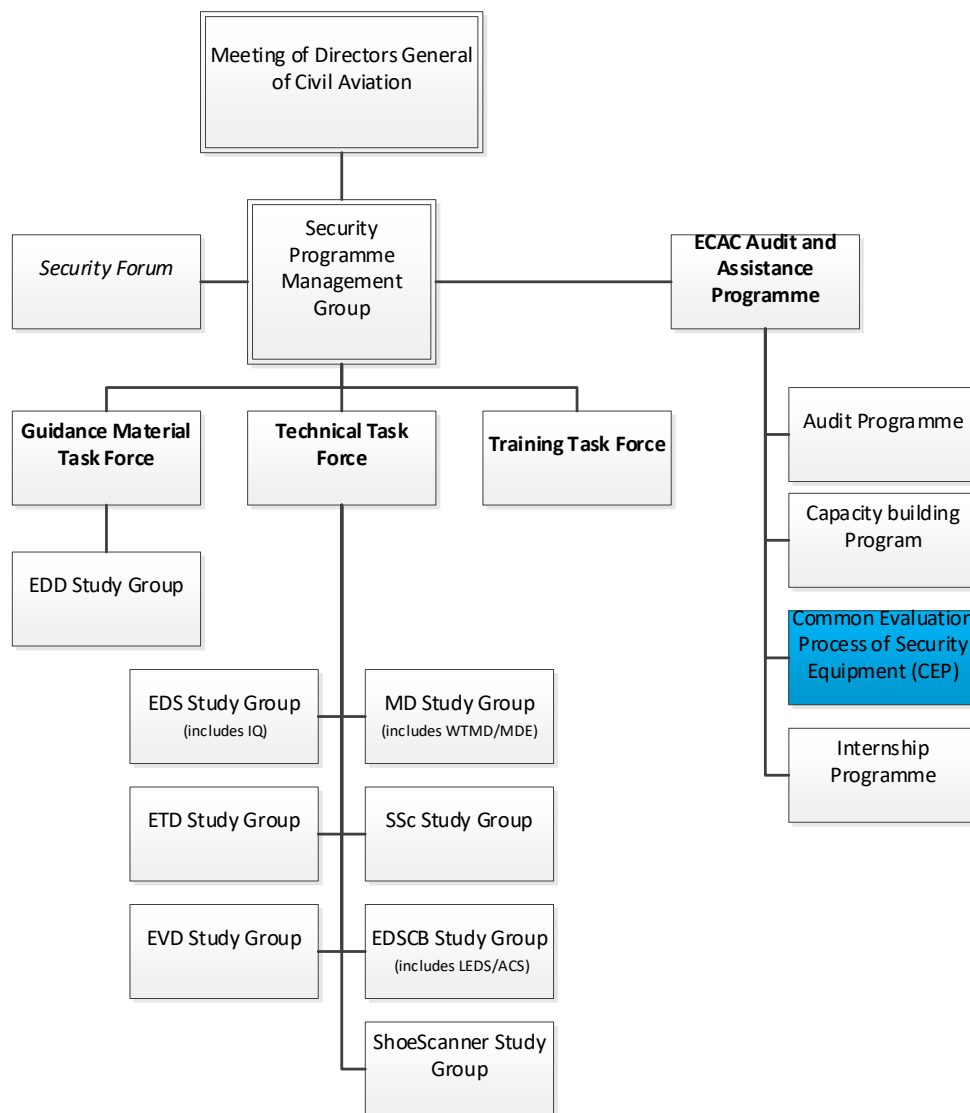 Meeting of Directors General
of Civil Aviation
Security
Programme
Management
Group
Security Forum
ECAC Audit and
Assistance
Programme
Guidance Material
Task Force
Technical Task
Force
Training Task Force
Audit Programme
Capacity building
Program
EDD Study Group
Common Evaluation
Process of Security
Equipment (CEP)
EDS Study Group
(includes IQ)
MD Study Group
(includes WTMD/MDE)
Internship
Programme
ETD Study Group
SSc Study Group
EVD Study Group
EDSCB Study Group
(includes LEDS/ACS)
ShoeScanner Study
Group